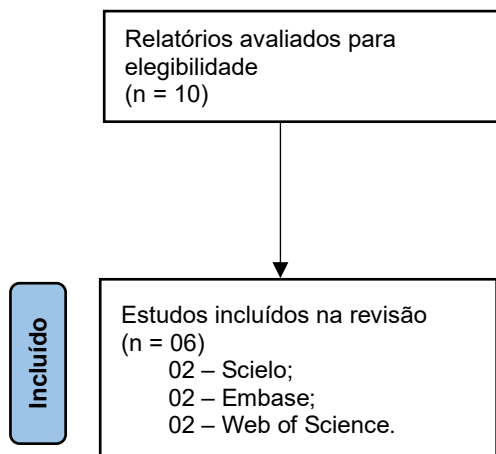 Relatórios avaliados para
elegibilidade
(n = 10)
Incluído
Estudos incluídos na revisão
(n = 06)
02 – Scielo;
02 – Embase;
02 – Web of Science.